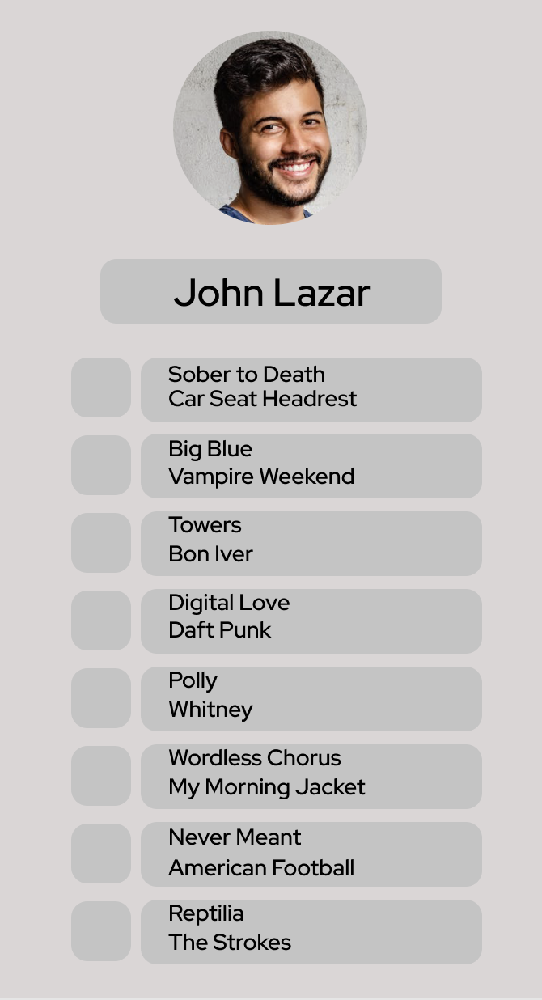 John Lazar
Sober to Death
Car Seat Headrest
Big Blue
Vampire Weekend
Towers
Bon Iver
Digital Love
Daft Punk
Polly
Whitney
Wordless Chorus
My Morning Jacket
Never Meant
American Football
Reptilia
The Strokes